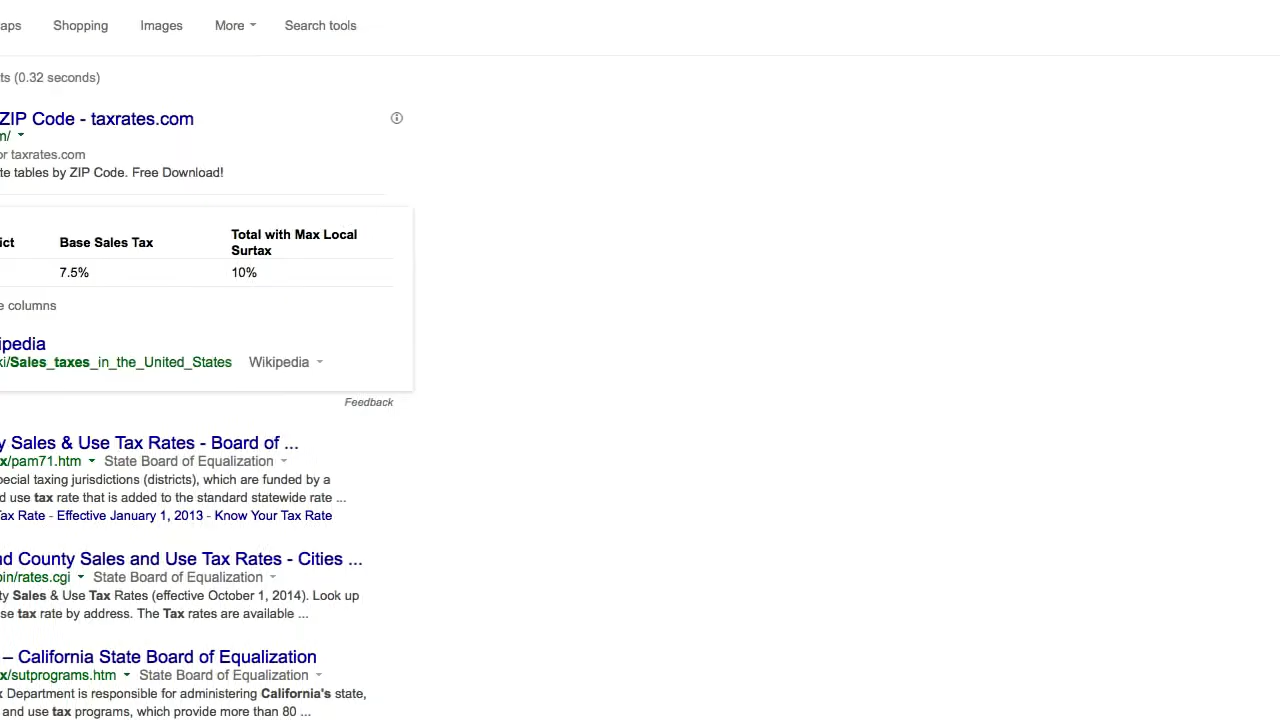 aps Shopping Images More Search tools
ts (0.32 seconds)
ZIP Code - taxrates.com
m/
or taxrates.com
te tables by ZIP Code. Free Download!
ict Base Sales Tax Total with Max Local Surtax
7.5% 10%
e columns
ipedia
ki/Sales_taxes_in_the_United_States Wikipedia
Feedback
y Sales & Use Tax Rates - Board of ...
x/pam71.htm State Board of Equalization
pecial taxing jurisdictions (districts), which are funded by a
d use tax rate that is added to the standard statewide rate ...
Tax Rate - Effective January 1, 2013 - Know Your Tax Rate
nd County Sales and Use Tax Rates - Cities ...
bin/rates.cgi State Board of Equalization
ty Sales & Use Tax Rates (effective October 1, 2014). Look up
se tax rate by address. The Tax rates are available ...
– California State Board of Equalization
x/sutprograms.htm State Board of Equalization
x Department is responsible for administering California's state,
and use tax programs, which provide more than 80 ...